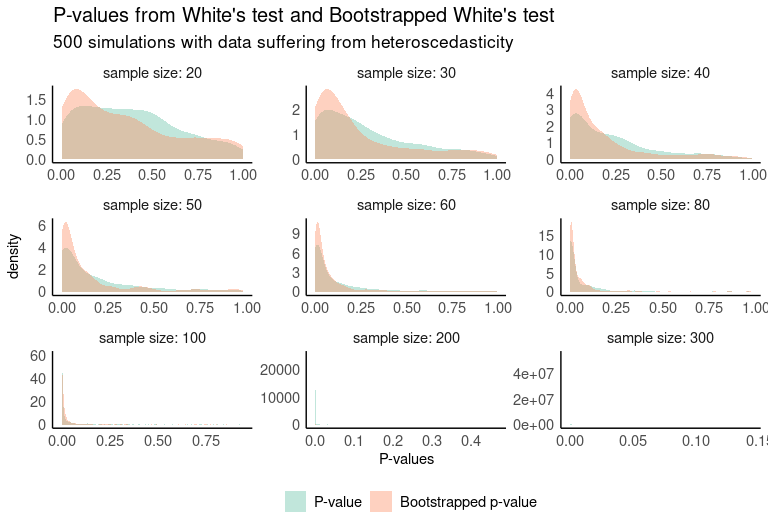 P-values from White's test and Bootstrapped White's test
500 simulations with data suffering from heteroscedasticity
sample size: 20
sample size: 30
sample size: 40
1.5
1.0
0.5
0.0
0.00 0.25 0.50 0.75 1.00
2
1
0
0.00 0.25 0.50 0.75 1.00
4
3
2
1
0
0.00 0.25 0.50 0.75 1.00
sample size: 50
sample size: 60
sample size: 80
density
6
4
2
0
0.00 0.25 0.50 0.75 1.00
9
6
3
0
0.00 0.25 0.50 0.75 1.00
15
10
5
0
0.00 0.25 0.50 0.75 1.00
sample size: 100
sample size: 200
sample size: 300
60
40
20
0
0.00 0.25 0.50 0.75
20000
10000
0
0.0 0.1 0.2 0.3 0.4
4e+07
2e+07
0e+00
0.00 0.05 0.10 0.15
P-values
P-value
Bootstrapped p-value